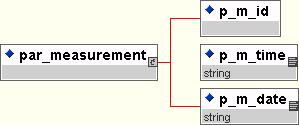 p_m_id
par_measurement
p_m_time
string
p_m_date
string